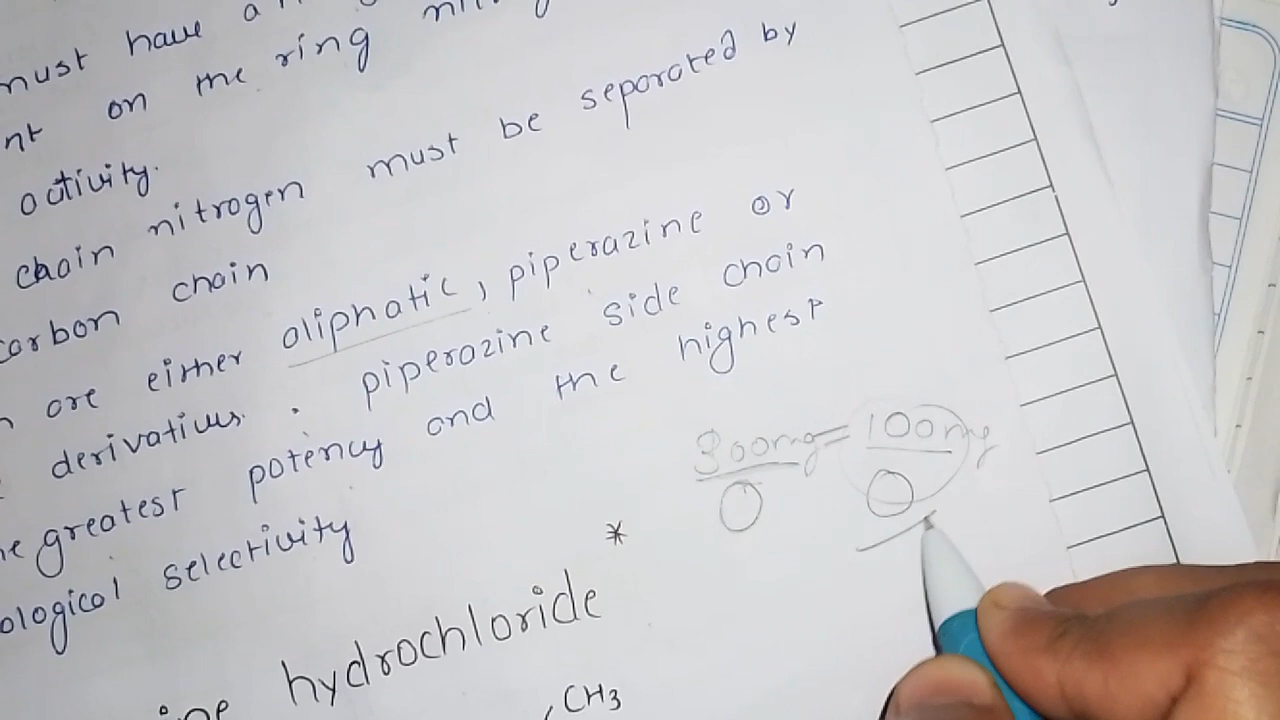 must have a
nt on the ring
activity.
chain nitrogen must be separated by
carbon chain
are either aliphatic, piperazine or
derivatives. piperazine side chain
greatest potency and the highest
ological selectivity
300mg = 100mg
*
hydrochloride
CH3